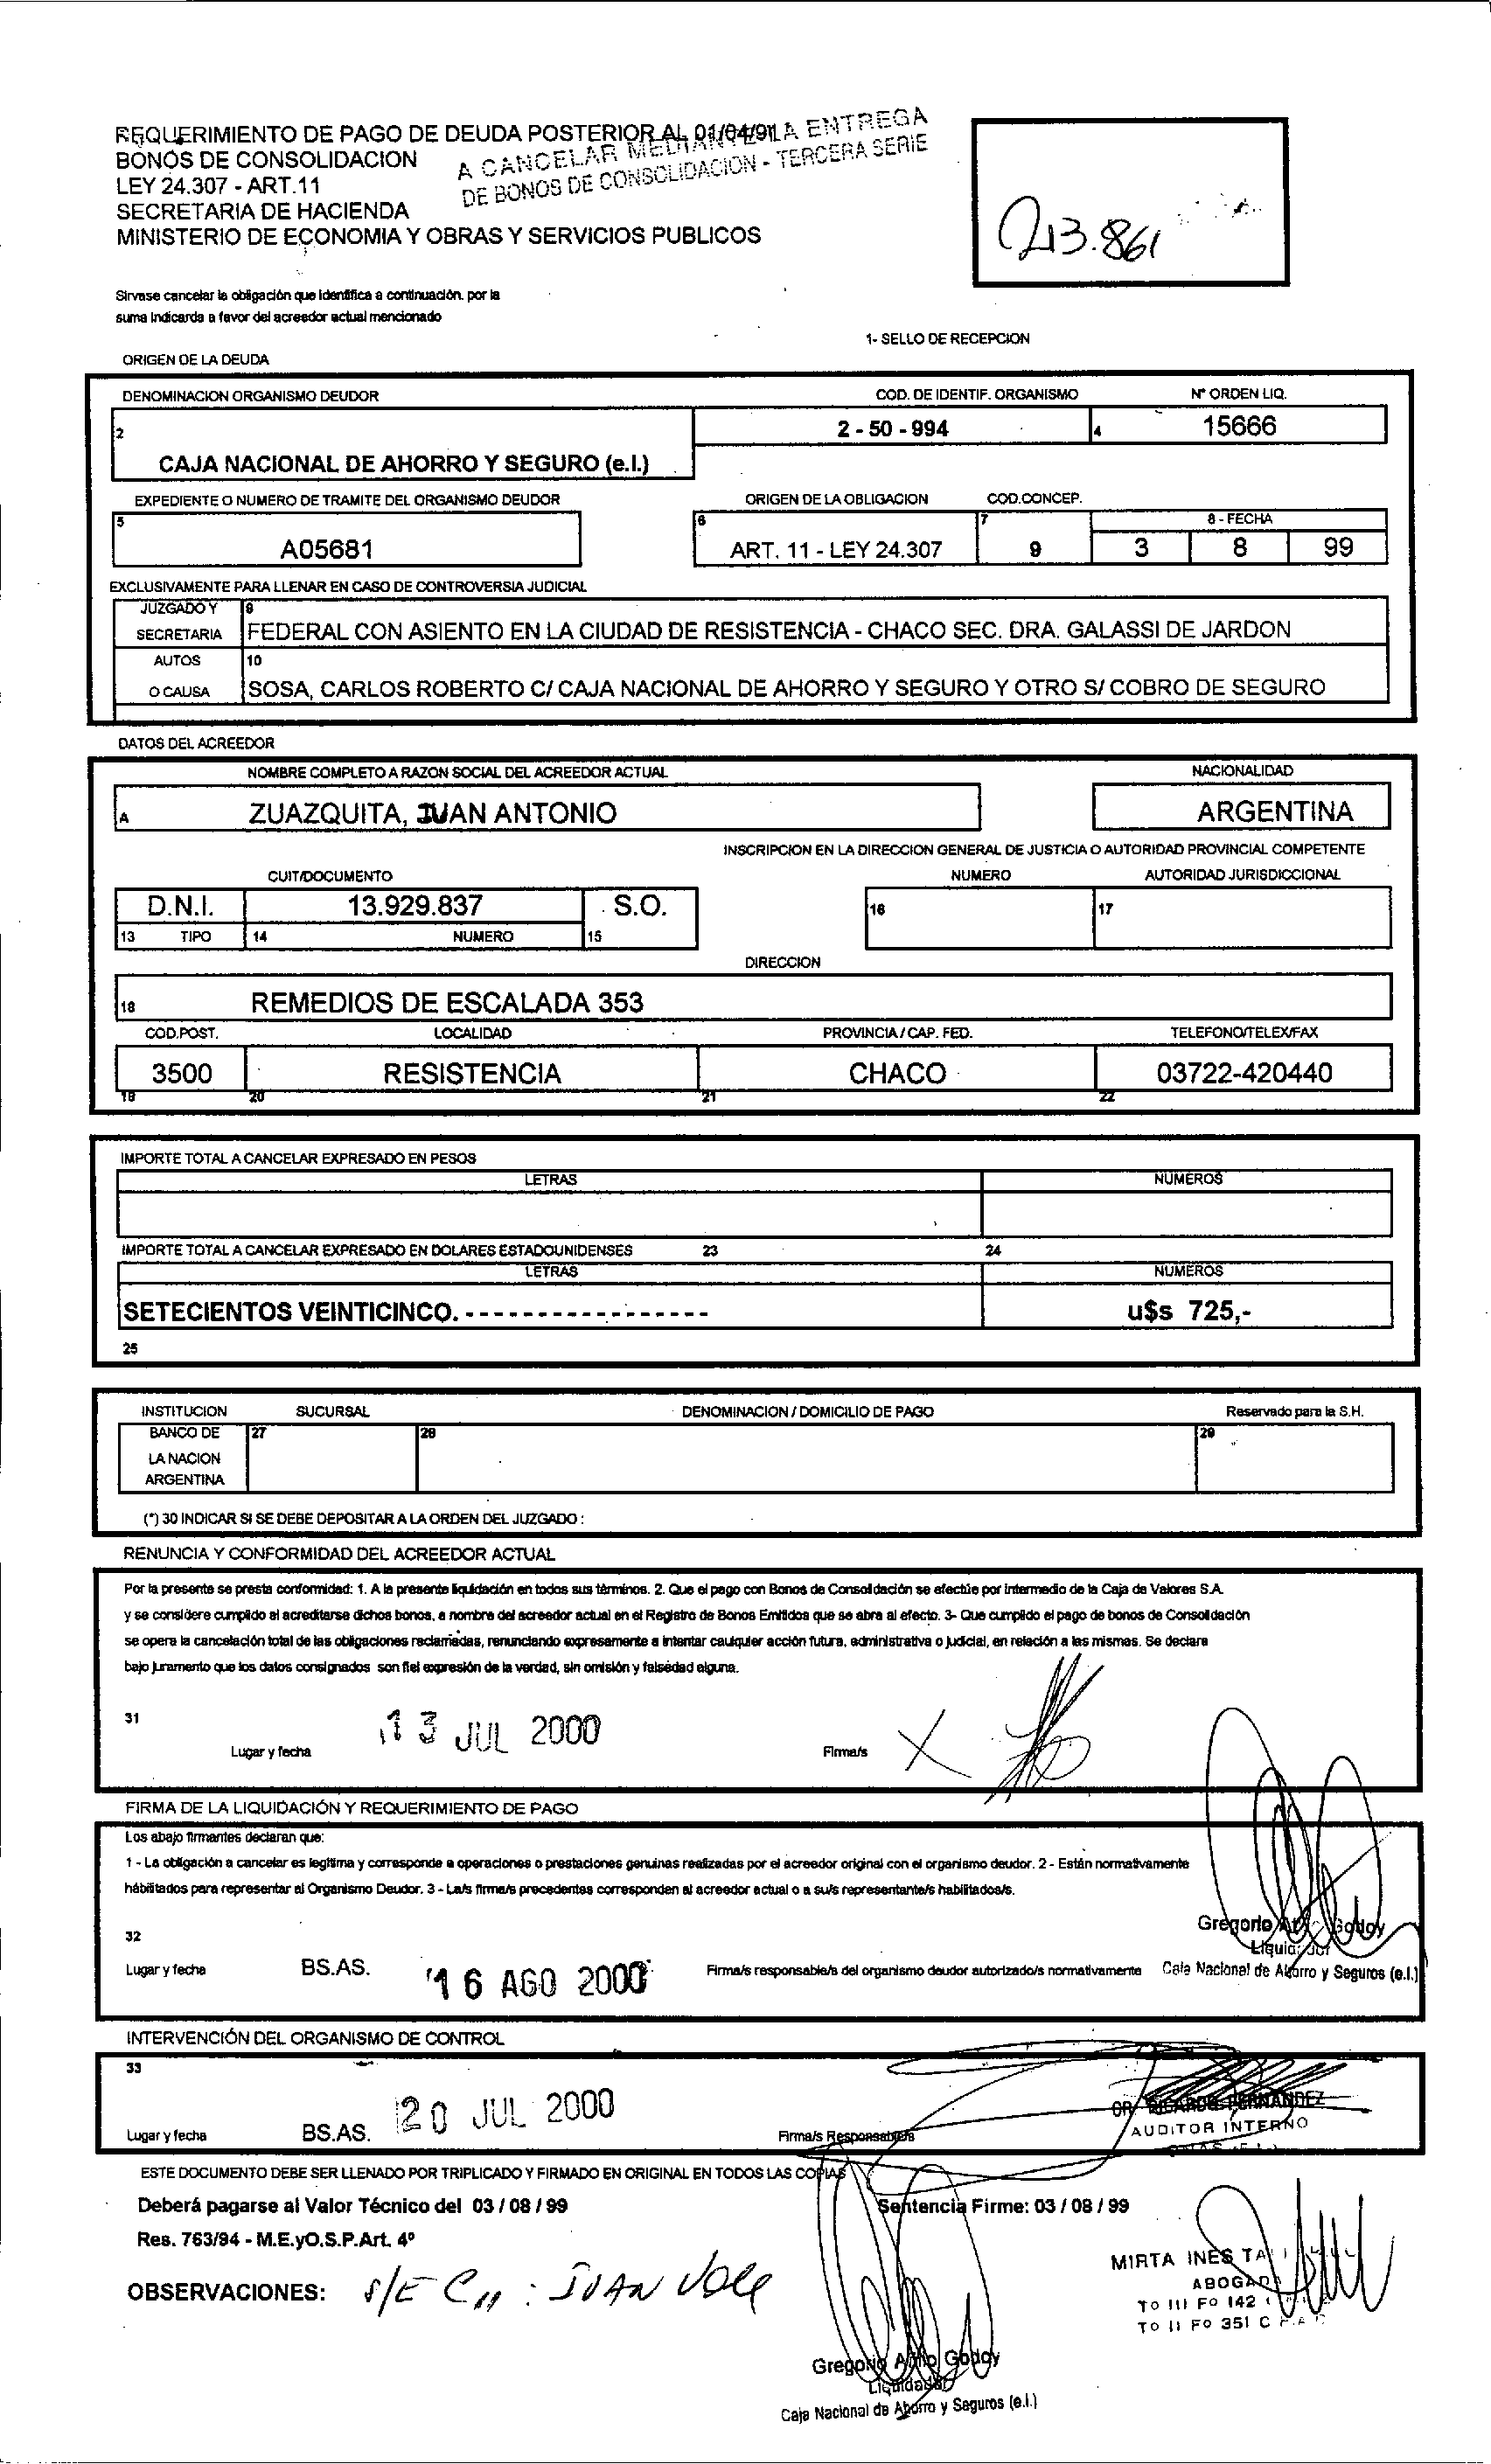 REQUERIMIENTO DE PAGO DE DEUDA POSTERIOR AL 01/04/91
A CANCELAR MEDIANTE LA ENTREGA
DE BONOS DE CONSOLIDACION - TERCERA SERIE
BONOS DE CONSOLIDACION
LEY 24.307 - ART.11
SECRETARIA DE HACIENDA
MINISTERIO DE ECONOMIA Y OBRAS Y SERVICIOS PUBLICOS
213.861
Sirvase cancelar la obligación que identifica a continuación. por la
suma indicarda a favor del acreedor actual mencionado
1- SELLO DE RECEPCION
ORIGEN DE LA DEUDA
DENOMINACION ORGANISMO DEUDOR COD. DE IDENTIF. ORGANISMO Nº ORDEN LIQ.
2 2 - 50 - 994 4 15666
CAJA NACIONAL DE AHORRO Y SEGURO (e.l.)
EXPEDIENTE O NUMERO DE TRAMITE DEL ORGANISMO DEUDOR ORIGEN DE LA OBLIGACION COD.CONCEP.
5 6 7 8 - FECHA
A05681 ART. 11 - LEY 24.307 9 3 8 99
EXCLUSIVAMENTE PARA LLENAR EN CASO DE CONTROVERSIA JUDICIAL
JUZGADO Y 9
SECRETARIA FEDERAL CON ASIENTO EN LA CIUDAD DE RESISTENCIA - CHACO SEC. DRA. GALASSI DE JARDON
AUTOS 10
O CAUSA SOSA, CARLOS ROBERTO C/ CAJA NACIONAL DE AHORRO Y SEGURO Y OTRO S/ COBRO DE SEGURO
DATOS DEL ACREEDOR
NOMBRE COMPLETO A RAZON SOCIAL DEL ACREEDOR ACTUAL NACIONALIDAD
A ZUAZQUITA, JUAN ANTONIO ARGENTINA
INSCRIPCION EN LA DIRECCION GENERAL DE JUSTICIA O AUTORIDAD PROVINCIAL COMPETENTE
CUIT/DOCUMENTO NUMERO AUTORIDAD JURISDICCIONAL
D.N.I. 13.929.837 S.O. 16 17
13 TIPO 14 NUMERO 15
DIRECCION
18 REMEDIOS DE ESCALADA 353
COD.POST. LOCALIDAD PROVINCIA / CAP. FED. TELEFONO/TELEX/FAX
3500 RESISTENCIA CHACO 03722-420440
19 20 21 22
IMPORTE TOTAL A CANCELAR EXPRESADO EN PESOS
LETRAS NUMEROS
IMPORTE TOTAL A CANCELAR EXPRESADO EN DOLARES ESTADOUNIDENSES 23 24
LETRAS NUMEROS
SETECIENTOS VEINTICINCO. - - - - - - - - - - - - - - - - - - u$s 725,-
25
INSTITUCION SUCURSAL DENOMINACION / DOMICILIO DE PAGO Reservado para la S.H.
BANCO DE 27 28 29
LA NACION
ARGENTINA
(*) 30 INDICAR SI SE DEBE DEPOSITAR A LA ORDEN DEL JUZGADO :
RENUNCIA Y CONFORMIDAD DEL ACREEDOR ACTUAL
Por la presente se presta conformidad: 1. A la presente liquidación en todos sus términos. 2. Que el pago con Bonos de Consolidación se efectúe por intermedio de la Caja de Valores S.A.
y se considere cumplido al acreditarse dichos bonos, a nombre del acreedor actual en el Registro de Bonos Emitidos que se abra al efecto. 3- Que cumplido el pago de bonos de Consolidación
se opera la cancelación total de las obligaciones reclamadas, renunciando expresamente a intentar caulquier acción futura, administrativa o judicial, en relación a las mismas. Se declara
bajo juramento que los datos consignados son fiel expresión de la verdad, sin omisión y falsedad alguna.
31
Lugar y fecha 13 JUL 2000 Firma/s X
FIRMA DE LA LIQUIDACIÓN Y REQUERIMIENTO DE PAGO
Los abajo firmantes declaran que:
1 - La obligación a cancelar es legítima y corresponde a operaciones o prestaciones genuinas realizadas por el acreedor original con el organismo deudor. 2 - Están normativamente
hábilitados para representar al Organismo Deudor. 3 - La/s firma/s precedentes corresponden al acreedor actual o a su/s representante/s habilitados/s.
32
Gregorio Godoy
Liquidador
Lugar y fecha BS.AS. 16 AGO 2000 Firma/s responsable/s del organismo deudor autorizado/s normativamente Caja Nacional de Ahorro y Seguros (e.l.)
INTERVENCIÓN DEL ORGANISMO DE CONTROL
33
DR. RICARDO FERNANDEZ
AUDITOR INTERNO
Lugar y fecha BS.AS. 20 JUL 2000 Firma/s Responsable/s
ESTE DOCUMENTO DEBE SER LLENADO POR TRIPLICADO Y FIRMADO EN ORIGINAL EN TODOS LAS COPIAS
Deberá pagarse al Valor Técnico del 03 / 08 / 99 Sentencia Firme: 03 / 08 / 99
Res. 763/94 - M.E.yO.S.P.Art. 4º
MIRTA INES
ABOGADA
TO III FO 142
TO II FO 351 C
OBSERVACIONES: S/E : JUAN
Gregorio Godoy
Liquidador
Caja Nacional de Ahorro y Seguros (e.l.)